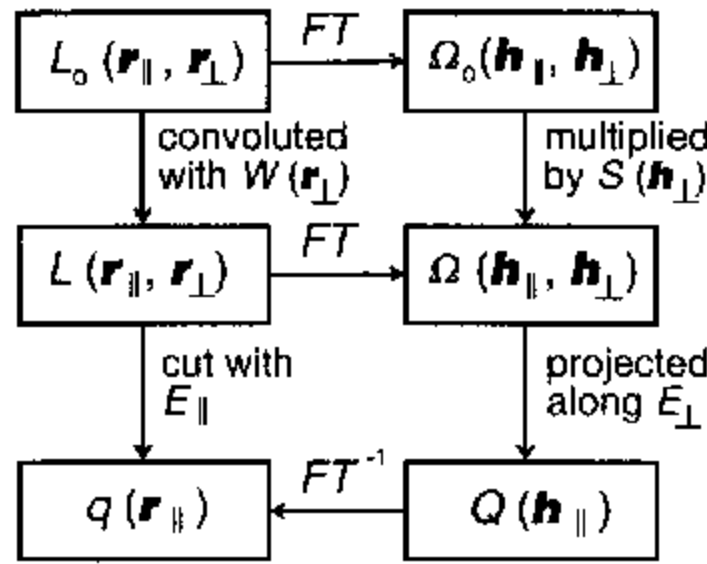 L₀ (r∥, r⊥)
FT
Ω₀(h∥, h⊥)
convoluted
with W (r⊥)
multiplied
by S (h⊥)
L (r∥, r⊥)
FT
Ω (h∥, h⊥)
cut with
E∥
projected
along E⊥
q (r∥)
FT⁻¹
Q (h∥)